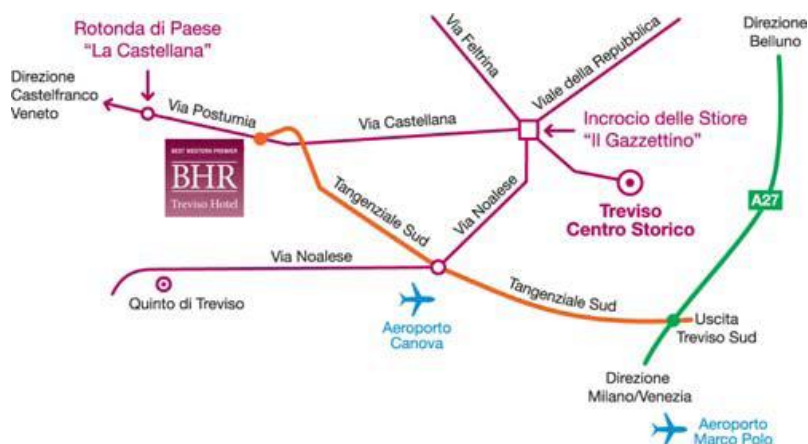 Rotonda di Paese
"La Castellana"
Direzione
Castelfranco
Veneto
Via Postumia
BEST WESTERN PREMIER
BHR
Treviso Hotel
Via Castellana
Via Feltrina
Viale della Repubblica
Direzione
Belluno
Incrocio delle Stiore
"Il Gazzettino"
Treviso
Centro Storico
A27
Tangenziale Sud
Via Noalese
Via Noalese
Quinto di Treviso
Aeroporto
Canova
Tangenziale Sud
Uscita
Treviso Sud
Direzione
Milano/Venezia
Aeroporto
Marco Polo